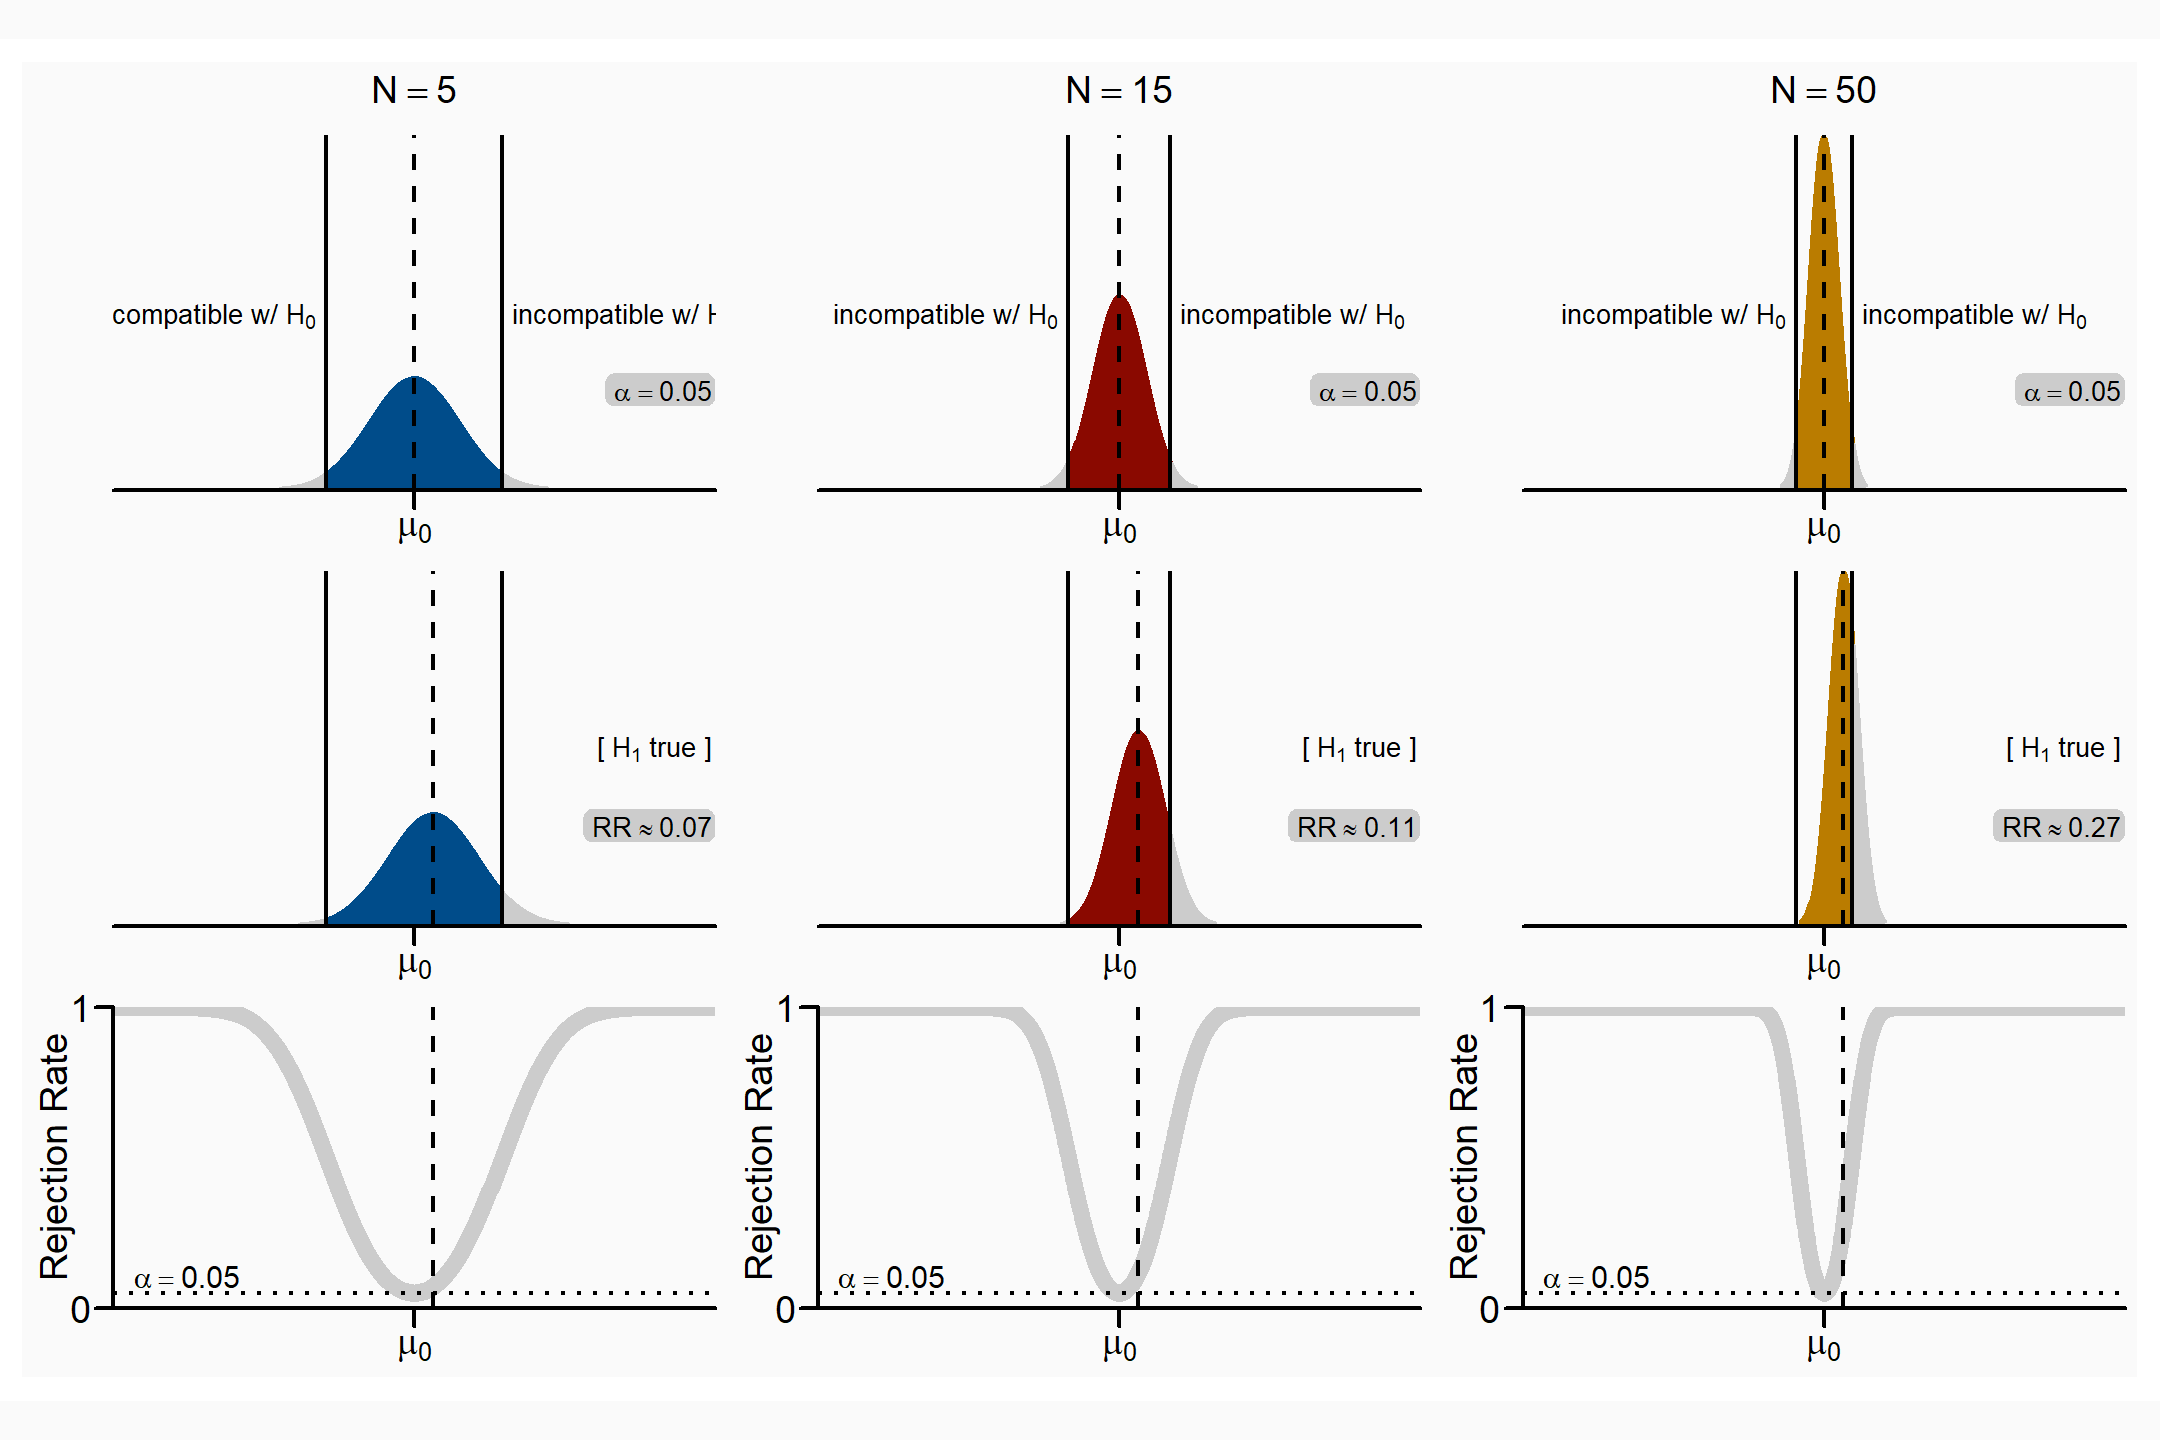 N = 5
N = 15
N = 50
compatible w/ H₀
incompatible w/ H
incompatible w/ H₀
incompatible w/ H₀
incompatible w/ H₀
incompatible w/ H₀
α = 0.05
α = 0.05
α = 0.05
μ₀
μ₀
μ₀
[ H₁ true ]
[ H₁ true ]
[ H₁ true ]
RR ≈ 0.07
RR ≈ 0.11
RR ≈ 0.27
μ₀
μ₀
μ₀
Rejection Rate
1
0
α = 0.05
μ₀
Rejection Rate
1
0
α = 0.05
μ₀
Rejection Rate
1
0
α = 0.05
μ₀